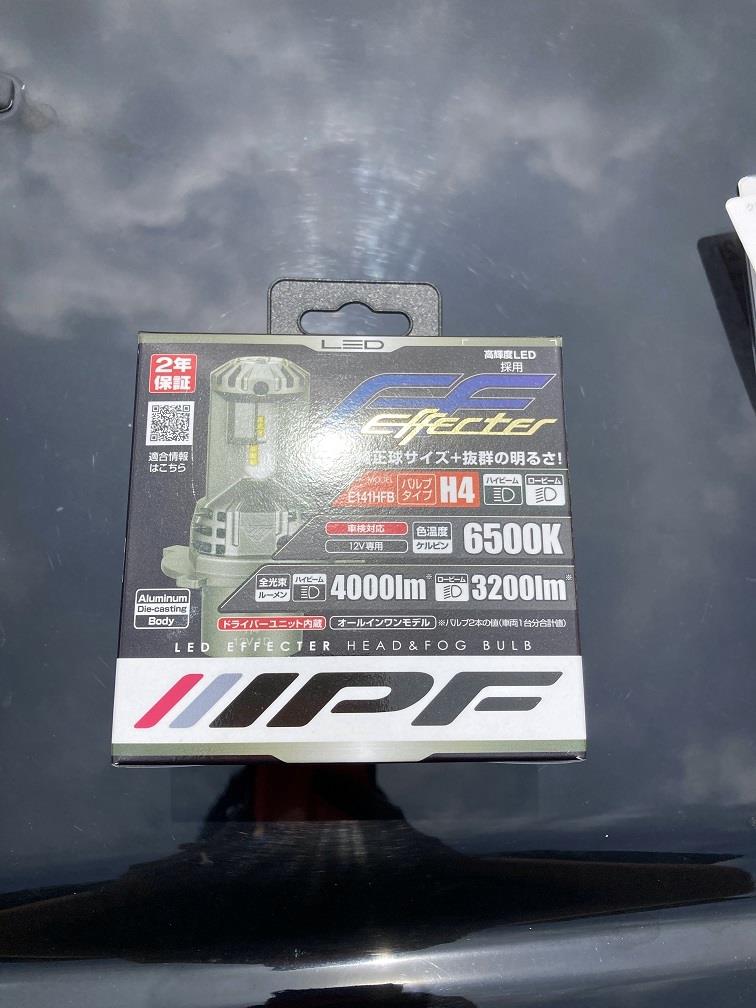 LED
2年
保証
高輝度LED
採用
Effecter
適合情報
はこちら
正球サイズ+抜群の明るさ!
MODEL
E141HFB
バルブ
タイプ
H4
ハイビーム
ロービーム
車検対応
12V専用
色温度
ケルビン
6500K
全光束
ルーメン
ハイビーム
4000lm※
ロービーム
3200lm※
Aluminum
Die-casting
Body
ドライバーユニット内蔵
オールインワンモデル
※バルブ2本の値(車両1台分合計値)
LED EFFECTER HEAD&FOG BULB
IPF